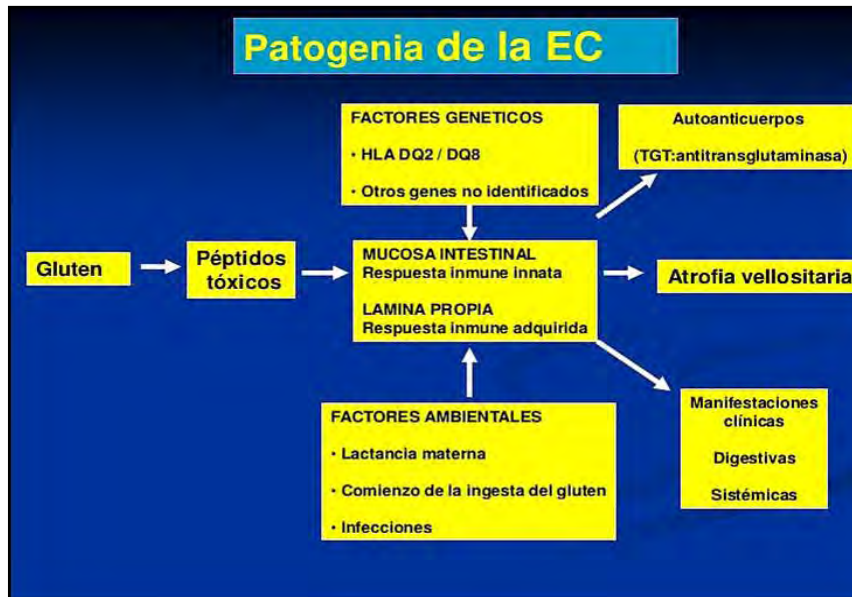 Patogenia de la EC
FACTORES GENETICOS
• HLA DQ2 / DQ8
• Otros genes no identificados
Autoanticuerpos
(TGT:antitransglutaminasa)
Gluten
Péptidos
tóxicos
MUCOSA INTESTINAL
Respuesta inmune innata
LAMINA PROPIA
Respuesta inmune adquirida
Atrofia vellositaria
FACTORES AMBIENTALES
• Lactancia materna
• Comienzo de la ingesta del gluten
• Infecciones
Manifestaciones
clínicas
Digestivas
Sistémicas